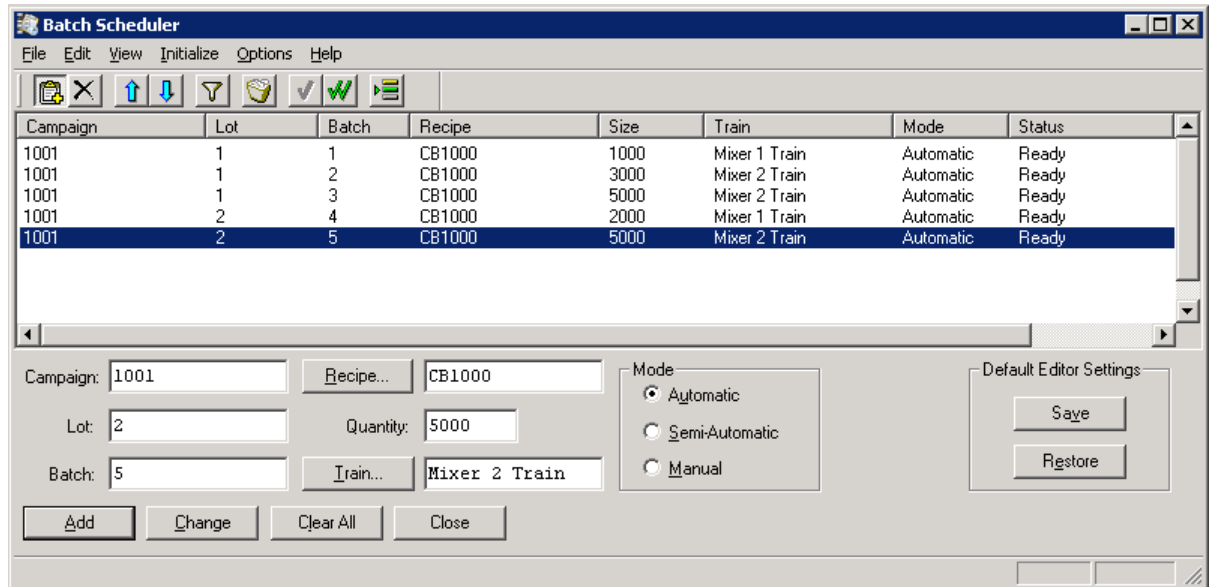 Batch Scheduler
File Edit View Initialize Options Help
Campaign Lot Batch Recipe Size Train Mode Status
1001 1 1 CB1000 1000 Mixer 1 Train Automatic Ready
1001 1 2 CB1000 3000 Mixer 2 Train Automatic Ready
1001 1 3 CB1000 5000 Mixer 2 Train Automatic Ready
1001 2 4 CB1000 2000 Mixer 1 Train Automatic Ready
1001 2 5 CB1000 5000 Mixer 2 Train Automatic Ready
Campaign: 1001 Recipe... CB1000 Mode Default Editor Settings
Automatic
Lot: 2 Quantity: 5000 Semi-Automatic Save
Batch: 5 Train... Mixer 2 Train Manual Restore
Add Change Clear All Close